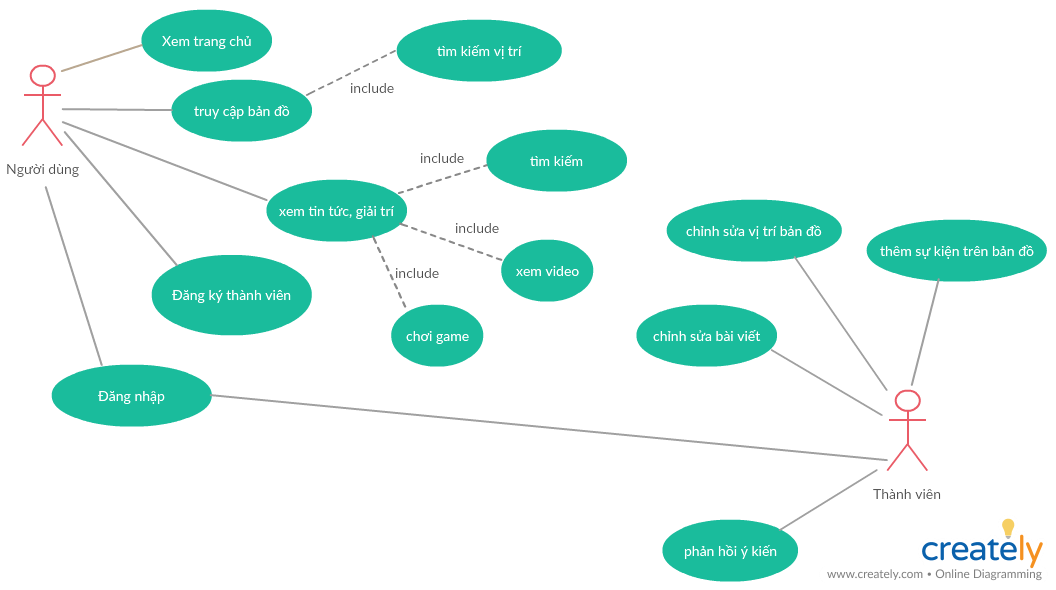 Xem trang chủ
tìm kiếm vị trí
include
truy cập bản đồ
Người dùng
include
tìm kiếm
xem tin tức, giải trí
include
xem video
include
chơi game
Đăng ký thành viên
Đăng nhập
chỉnh sửa vị trí bản đồ
thêm sự kiện trên bản đồ
chỉnh sửa bài viết
Thành viên
phản hồi ý kiến
creately
www.creately.com • Online Diagramming